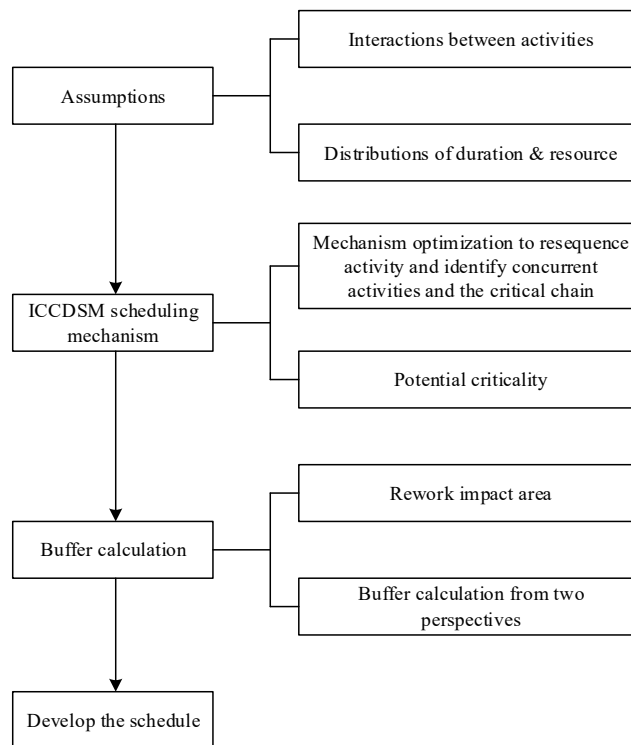 Interactions between activities
Assumptions
Distributions of duration & resource
Mechanism optimization to resequence
activity and identify concurrent
activities and the critical chain
ICCDSM scheduling
mechanism
Potential criticality
Rework impact area
Buffer calculation
Buffer calculation from two
perspectives
Develop the schedule